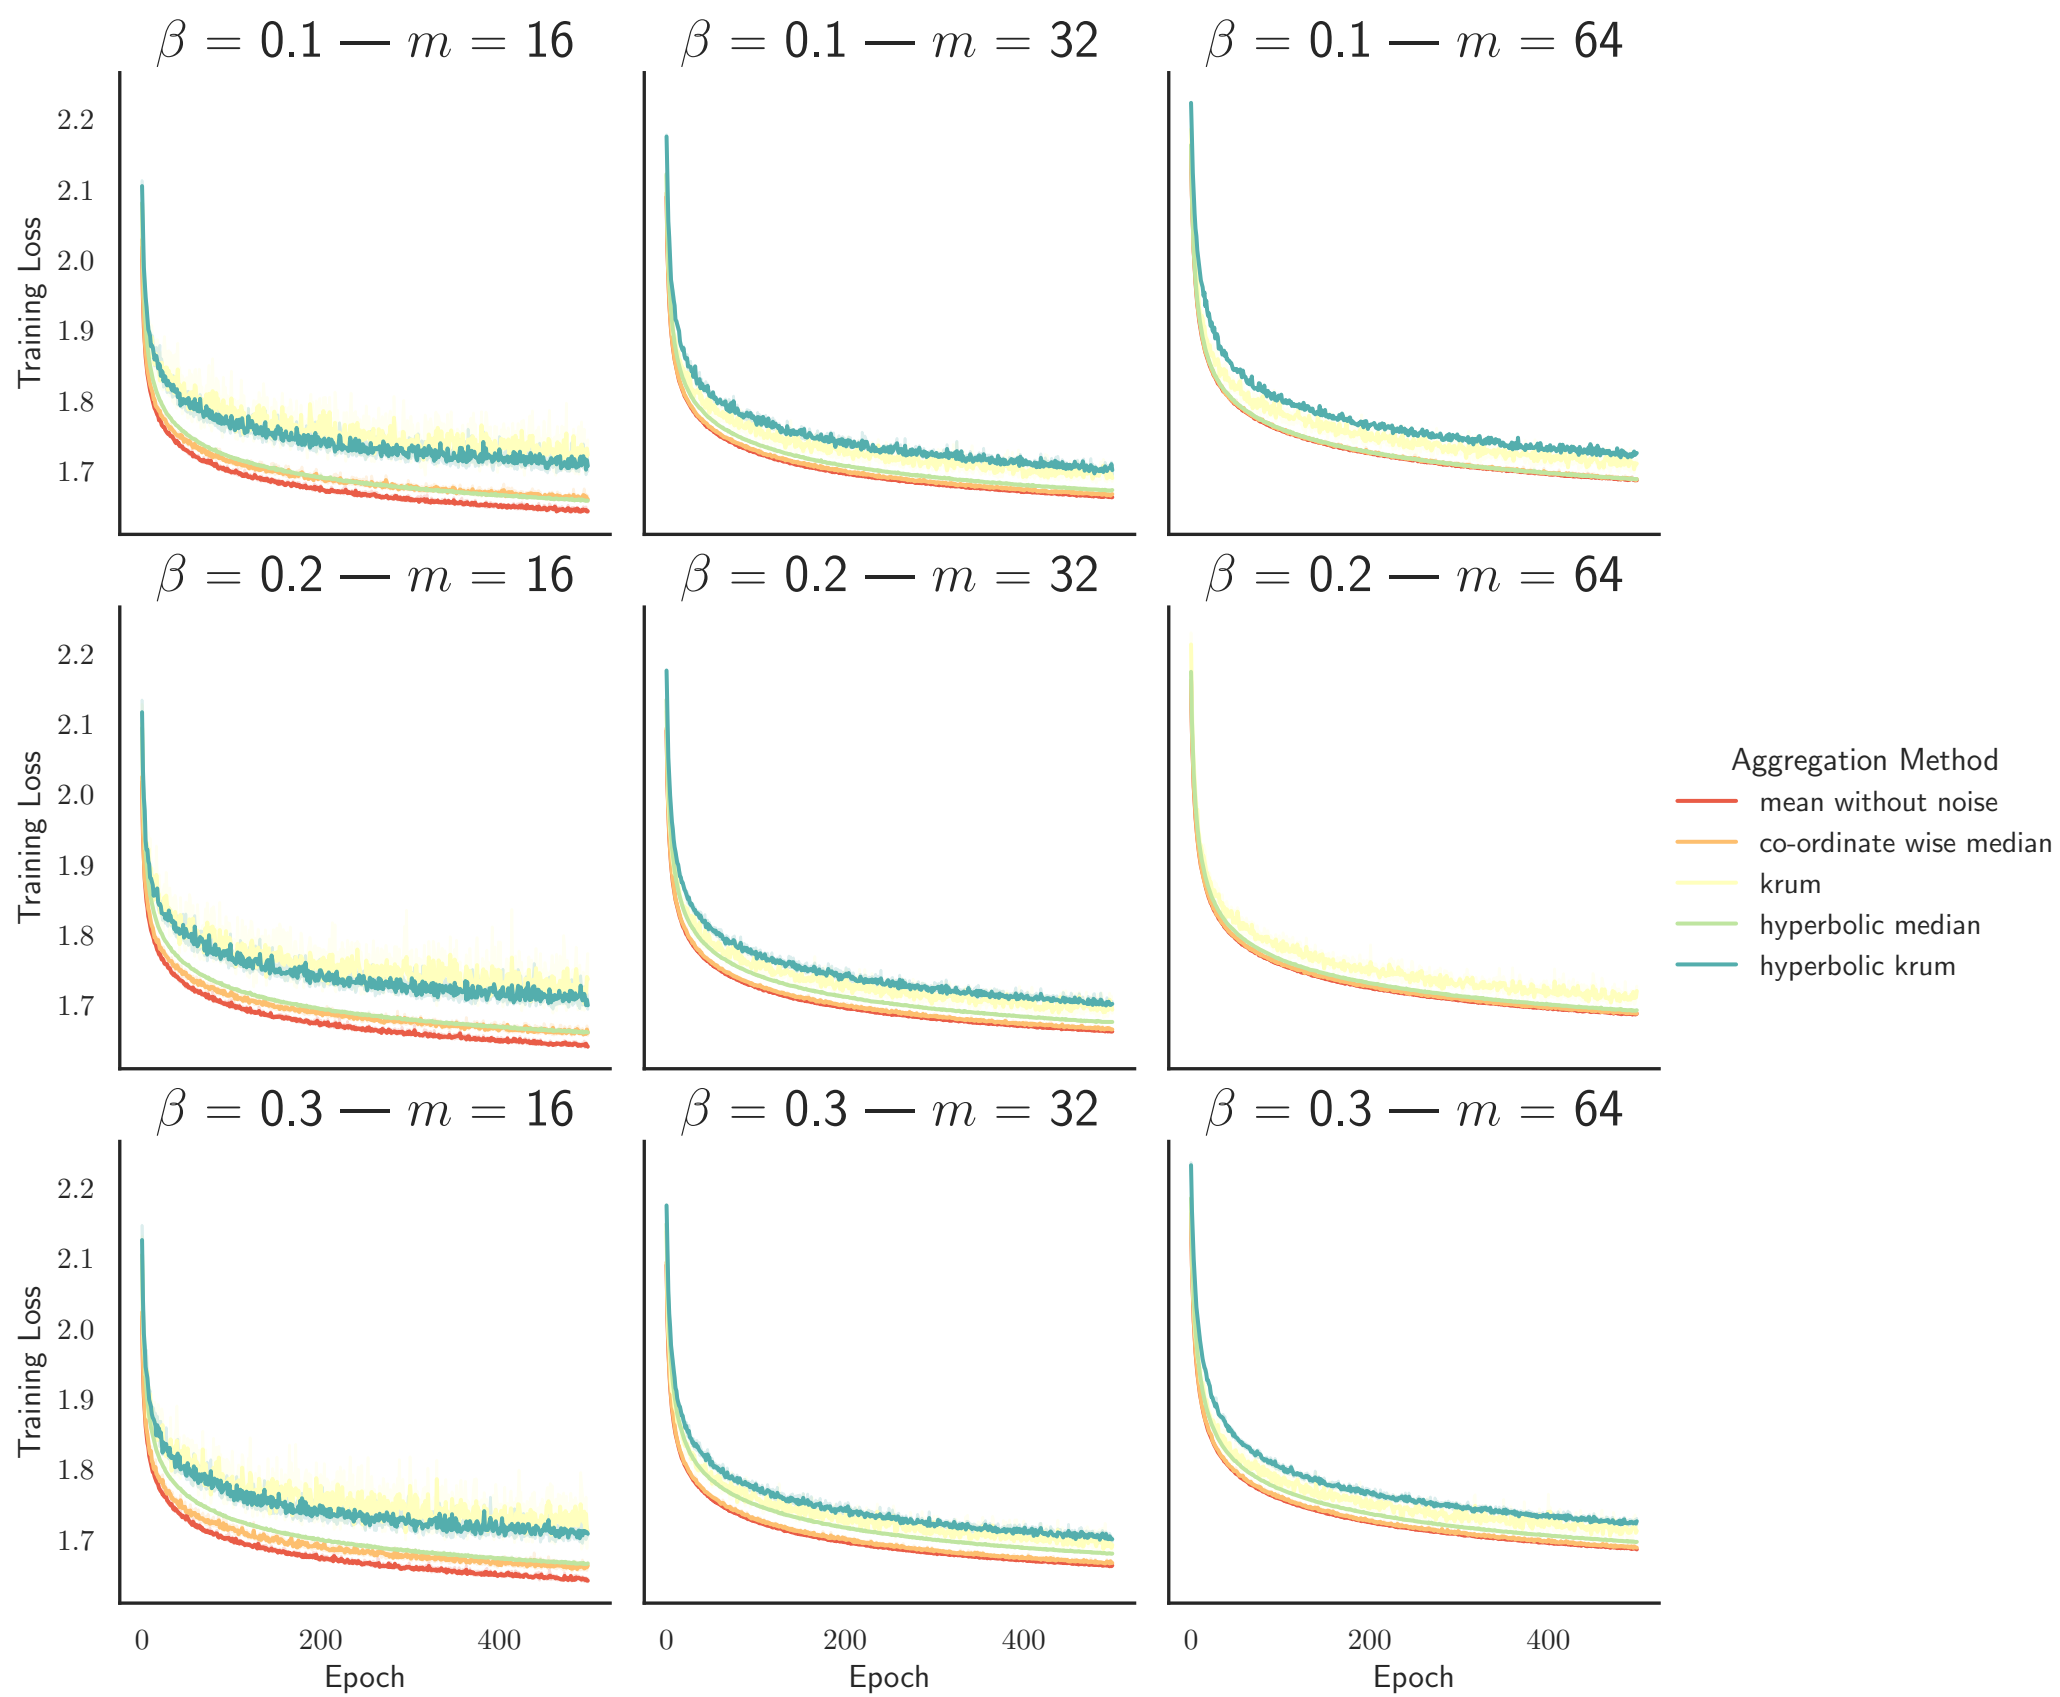 β = 0.1 — m = 16
β = 0.1 — m = 32
β = 0.1 — m = 64
Training Loss
2.2
2.1
2.0
1.9
1.8
1.7
β = 0.2 — m = 16
β = 0.2 — m = 32
β = 0.2 — m = 64
Training Loss
2.2
2.1
2.0
1.9
1.8
1.7
Aggregation Method
mean without noise
co-ordinate wise median
krum
hyperbolic median
hyperbolic krum
β = 0.3 — m = 16
β = 0.3 — m = 32
β = 0.3 — m = 64
Training Loss
2.2
2.1
2.0
1.9
1.8
1.7
0 200 400
0 200 400
0 200 400
Epoch
Epoch
Epoch